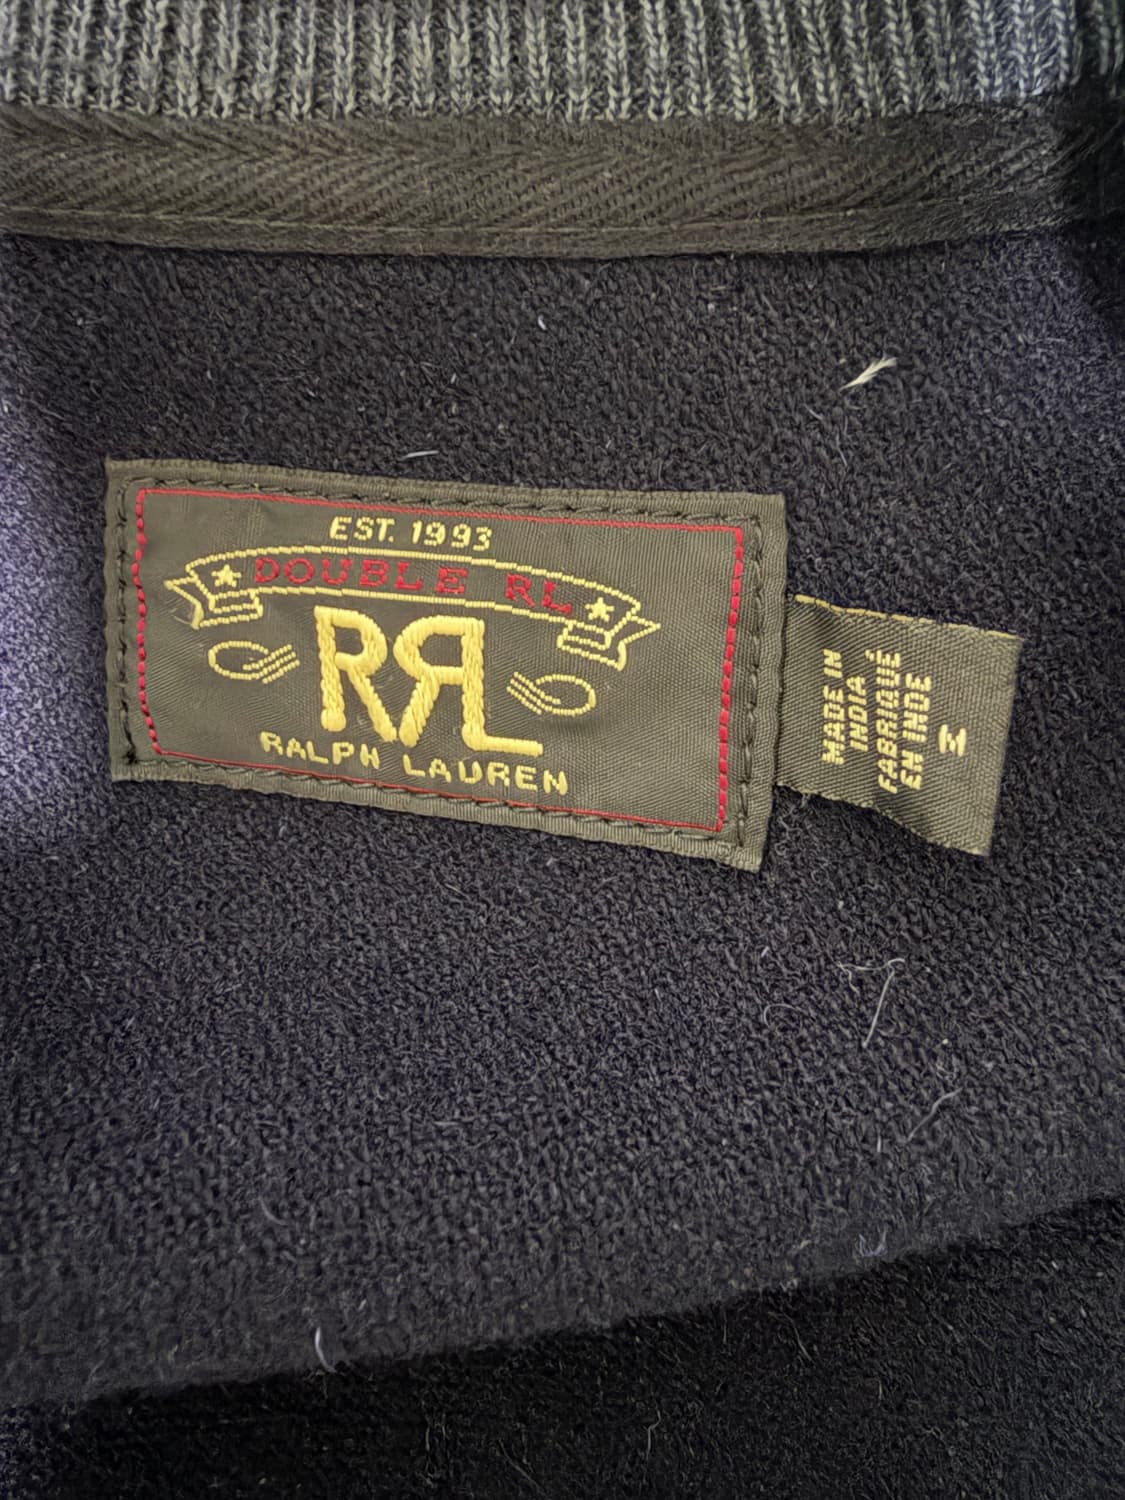 EST. 1993
DOUBLE RL
RRL
RALPH LAUREN
MADE IN
INDIA
FABRIQUÉ
EN INDE
M